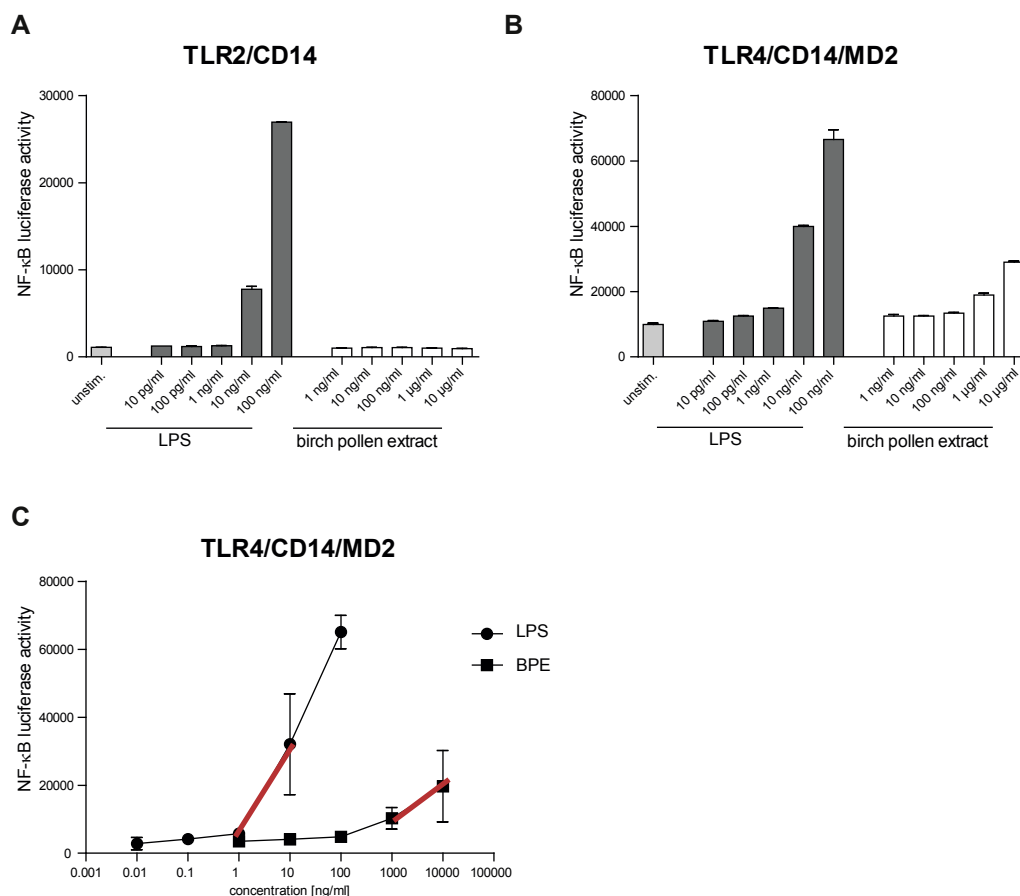 A
TLR2/CD14
NF-κB luciferase activity
30000
20000
10000
0
unstim.
10 pg/ml
100 pg/ml
1 ng/ml
10 ng/ml
100 ng/ml
1 ng/ml
10 ng/ml
100 ng/ml
1 µg/ml
10 µg/ml
LPS
birch pollen extract
B
TLR4/CD14/MD2
NF-κB luciferase activity
80000
60000
40000
20000
0
unstim.
10 pg/ml
100 pg/ml
1 ng/ml
10 ng/ml
100 ng/ml
1 ng/ml
10 ng/ml
100 ng/ml
1 µg/ml
10 µg/ml
LPS
birch pollen extract
C
TLR4/CD14/MD2
NF-κB luciferase activity
80000
60000
40000
20000
0
0.001
0.01
0.1
1
10
100
1000
10000
100000
concentration [ng/ml]
LPS
BPE